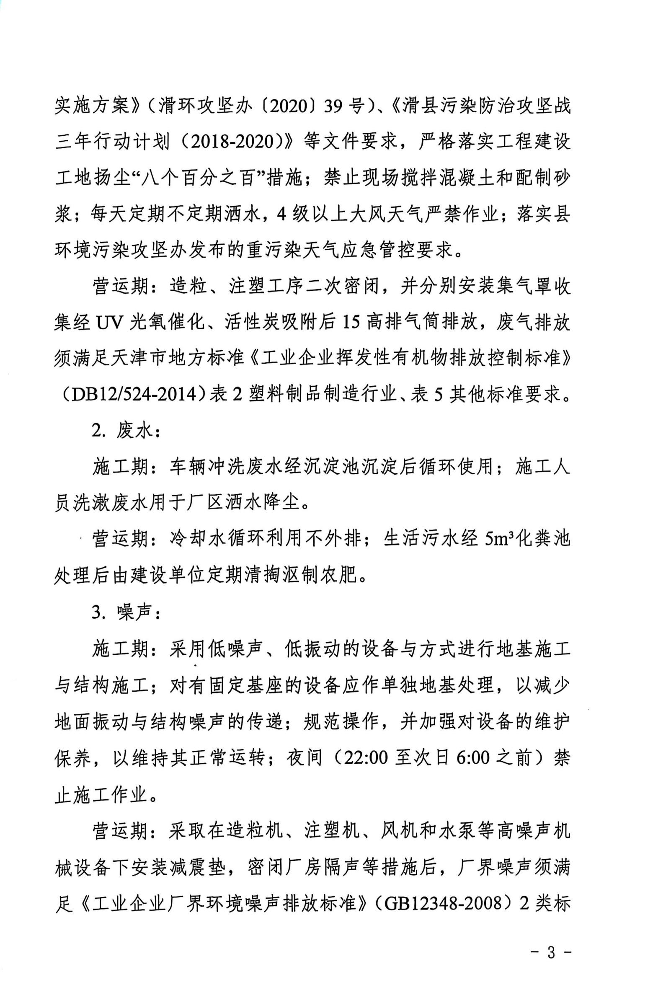 实施方案》（滑环攻坚办〔2020〕39 号）、《滑县污染防治攻坚战
三年行动计划（2018-2020）》等文件要求，严格落实工程建设
工地扬尘“八个百分之百”措施；禁止现场搅拌混凝土和配制砂
浆；每天定期不定期洒水，4 级以上大风天气严禁作业；落实县
环境污染攻坚办发布的重污染天气应急管控要求。
营运期：造粒、注塑工序二次密闭，并分别安装集气罩收
集经 UV 光氧催化、活性炭吸附后 15 高排气筒排放，废气排放
须满足天津市地方标准《工业企业挥发性有机物排放控制标准》
（DB12/524-2014）表 2 塑料制品制造行业、表 5 其他标准要求。
2. 废水：
施工期：车辆冲洗废水经沉淀池沉淀后循环使用；施工人
员洗漱废水用于厂区洒水降尘。
营运期：冷却水循环利用不外排；生活污水经 5m³化粪池
处理后由建设单位定期清掏沤制农肥。
3. 噪声：
施工期：采用低噪声、低振动的设备与方式进行地基施工
与结构施工；对有固定基座的设备应作单独地基处理，以减少
地面振动与结构噪声的传递；规范操作，并加强对设备的维护
保养，以维持其正常运转；夜间（22:00 至次日 6:00 之前）禁
止施工作业。
营运期：采取在造粒机、注塑机、风机和水泵等高噪声机
械设备下安装减震垫，密闭厂房隔声等措施后，厂界噪声须满
足《工业企业厂界环境噪声排放标准》（GB12348-2008）2 类标
- 3 -